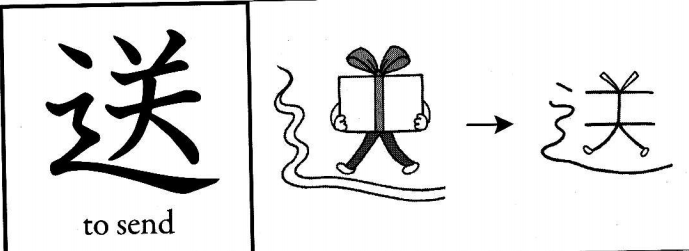 送
to send